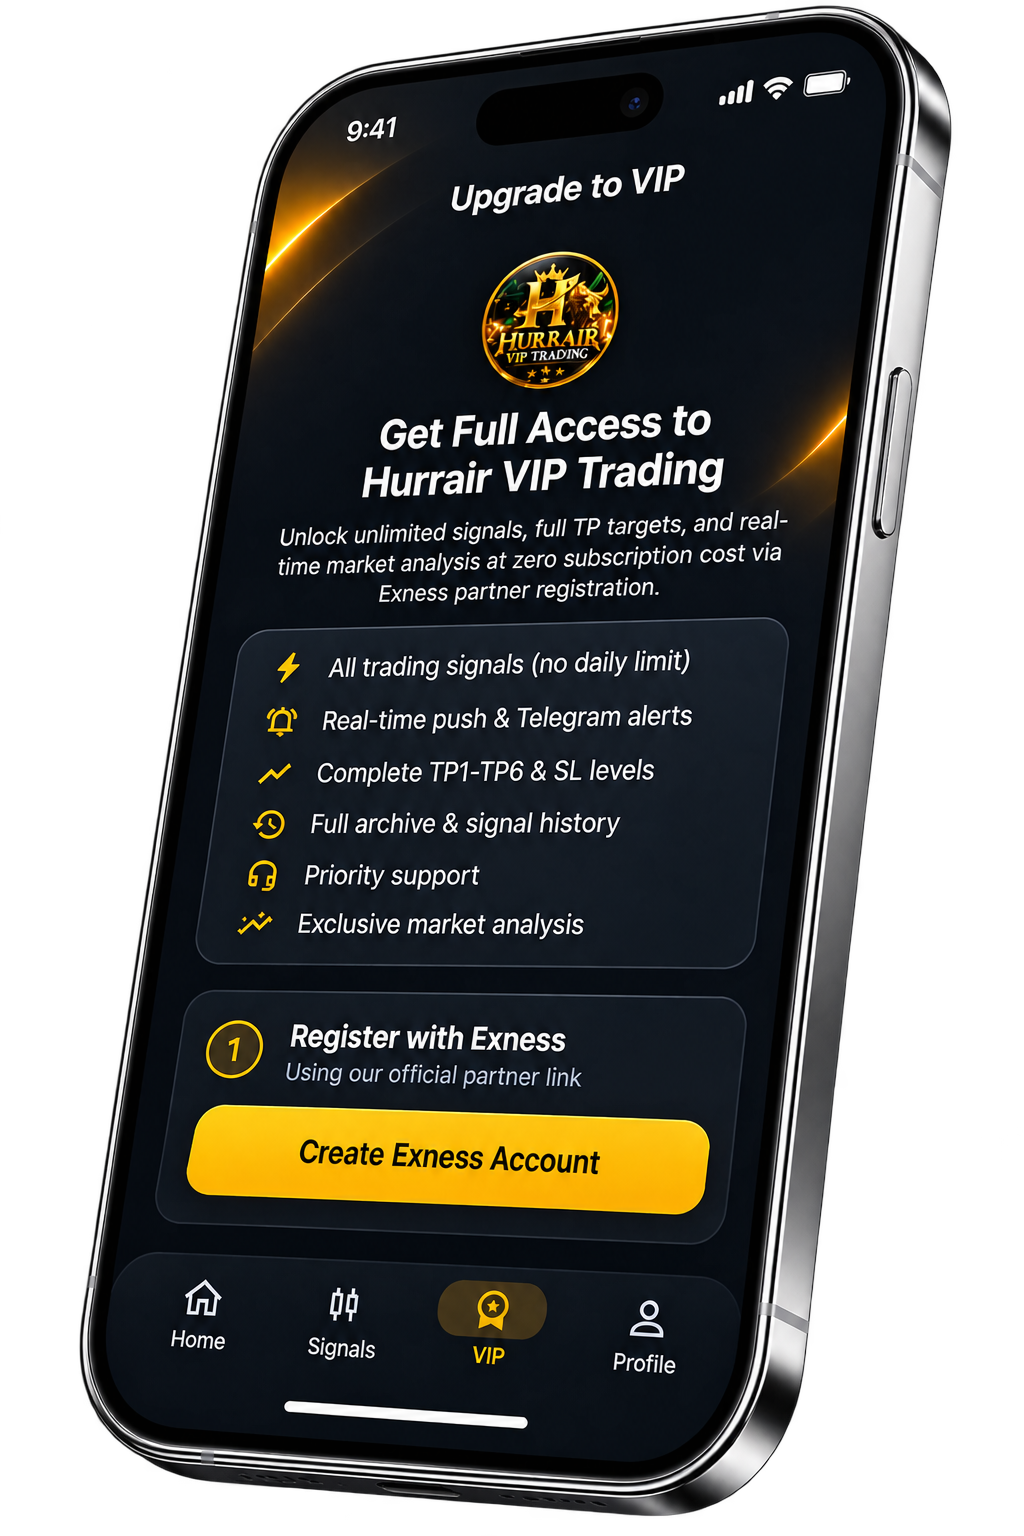 9:41
Upgrade to VIP
H
HURRAIR
VIP TRADING
Get Full Access to
Hurrair VIP Trading
Unlock unlimited signals, full TP targets, and real-
time market analysis at zero subscription cost via
Exness partner registration.
All trading signals (no daily limit)
Real-time push & Telegram alerts
Complete TP1-TP6 & SL levels
Full archive & signal history
Priority support
Exclusive market analysis
1
Register with Exness
Using our official partner link
Create Exness Account
Home
Signals
VIP
Profile